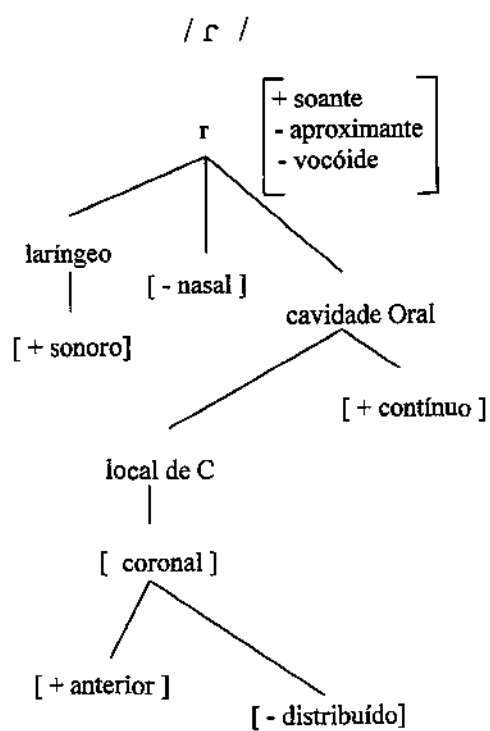 / ɾ /
+ soante
r
- aproximante
- vocóide
laríngeo
[ - nasal ]
cavidade Oral
[ + sonoro]
[ + contínuo ]
local de C
[ coronal ]
[ + anterior ]
[ - distribuído]